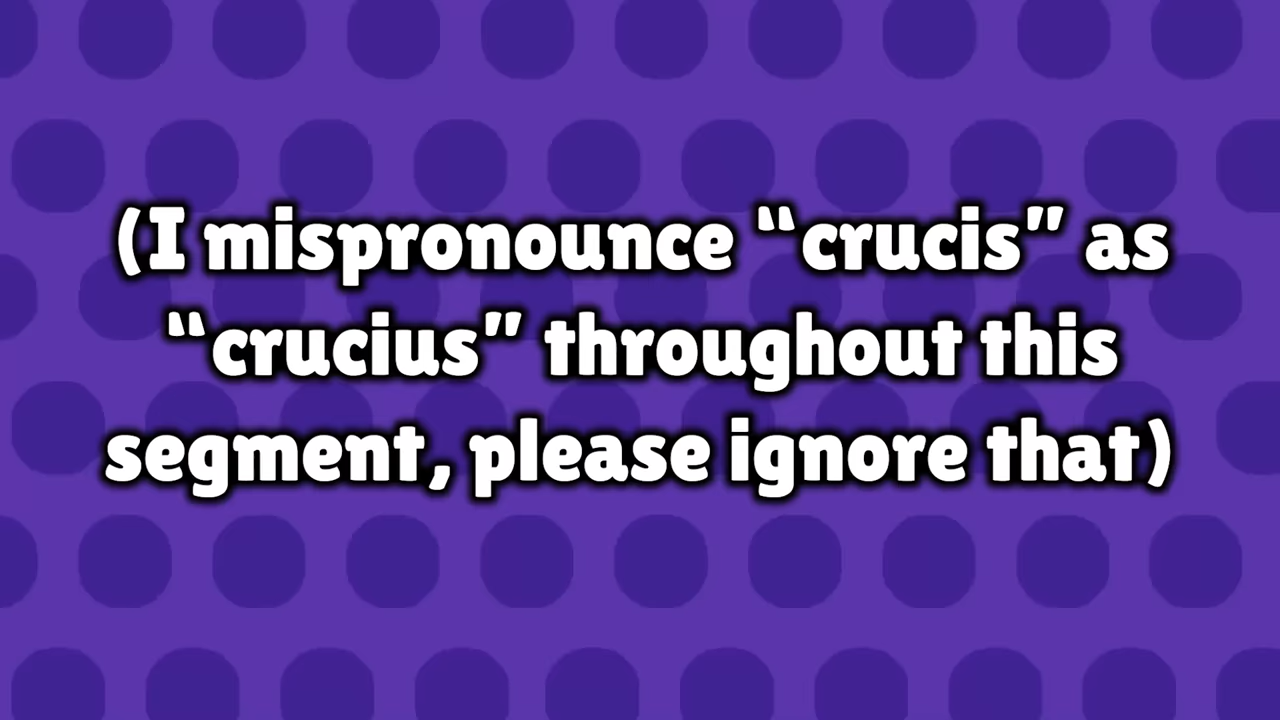 (I mispronounce “crucis” as
“crucius” throughout this
segment, please ignore that)